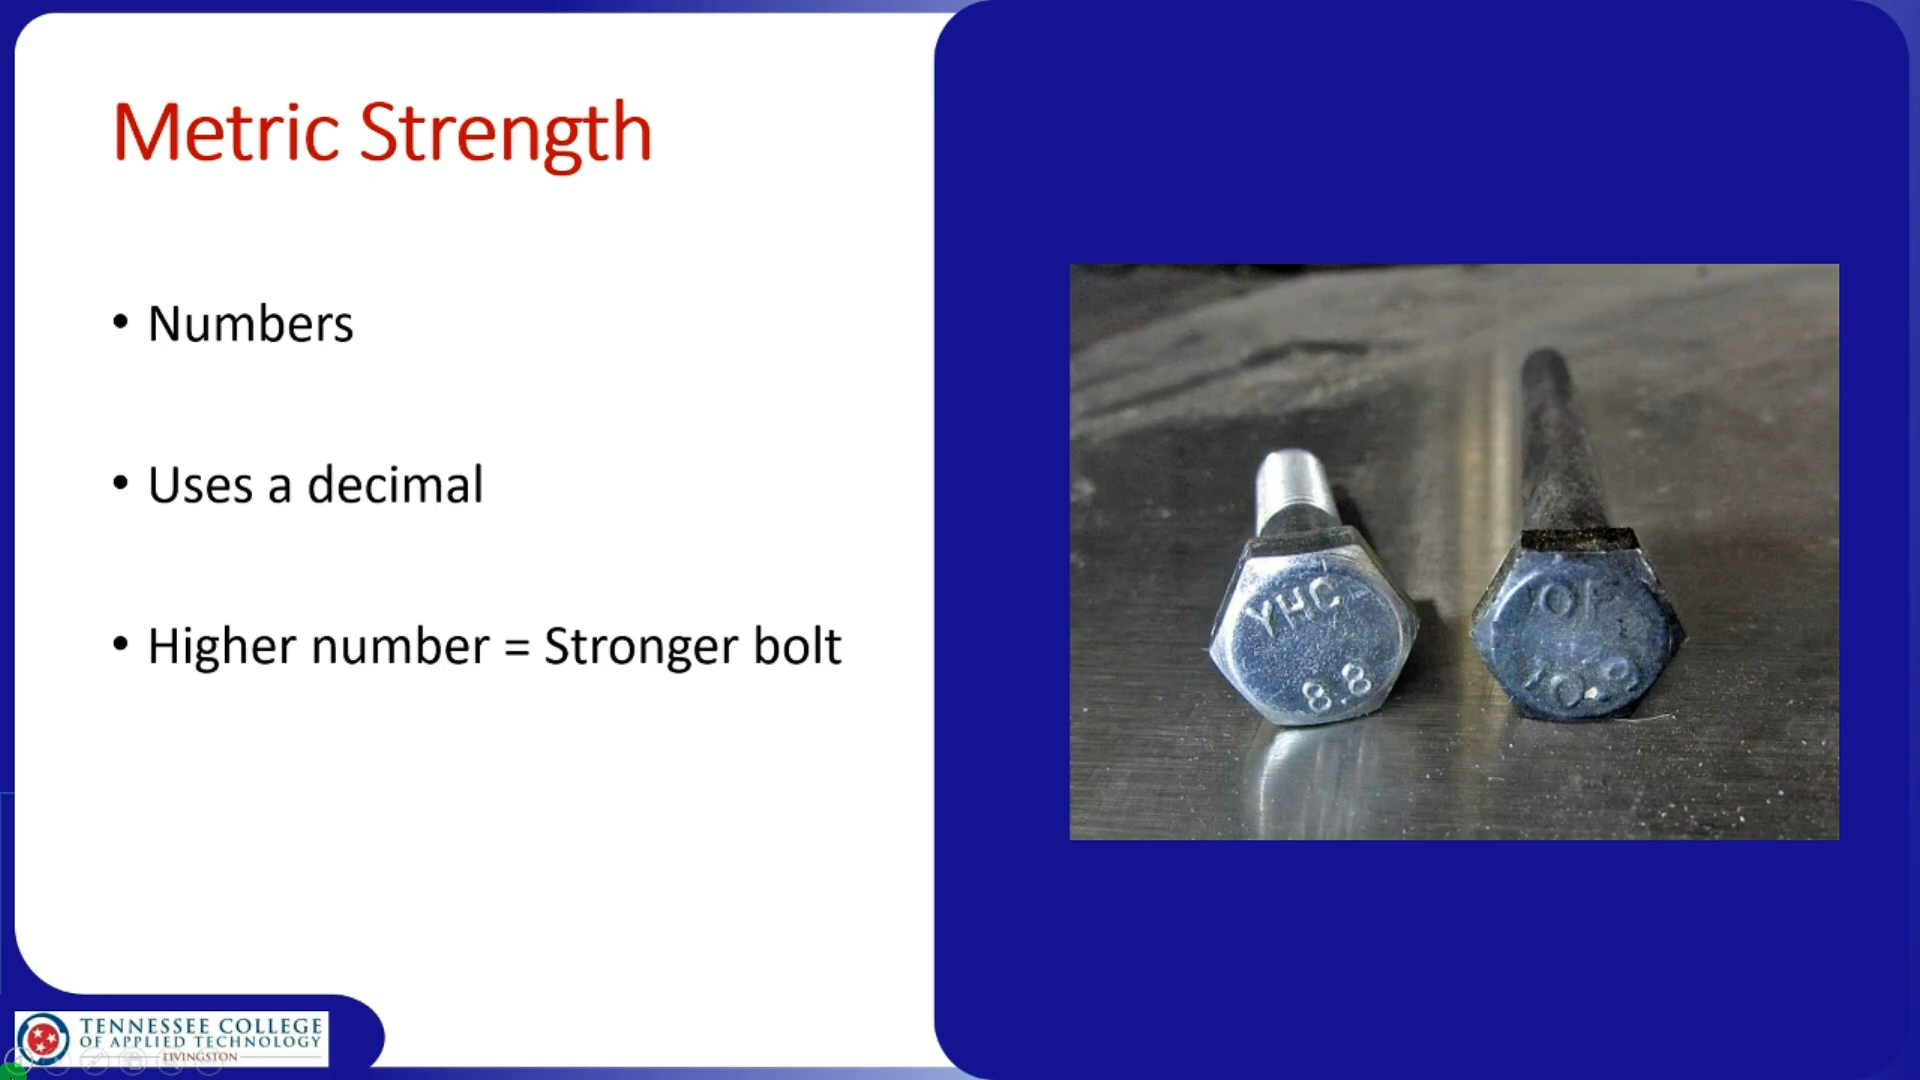 Metric Strength
• Numbers
• Uses a decimal
• Higher number = Stronger bolt
YHC
8.8
10.9
TENNESSEE COLLEGE
OF APPLIED TECHNOLOGY
LIVINGSTON